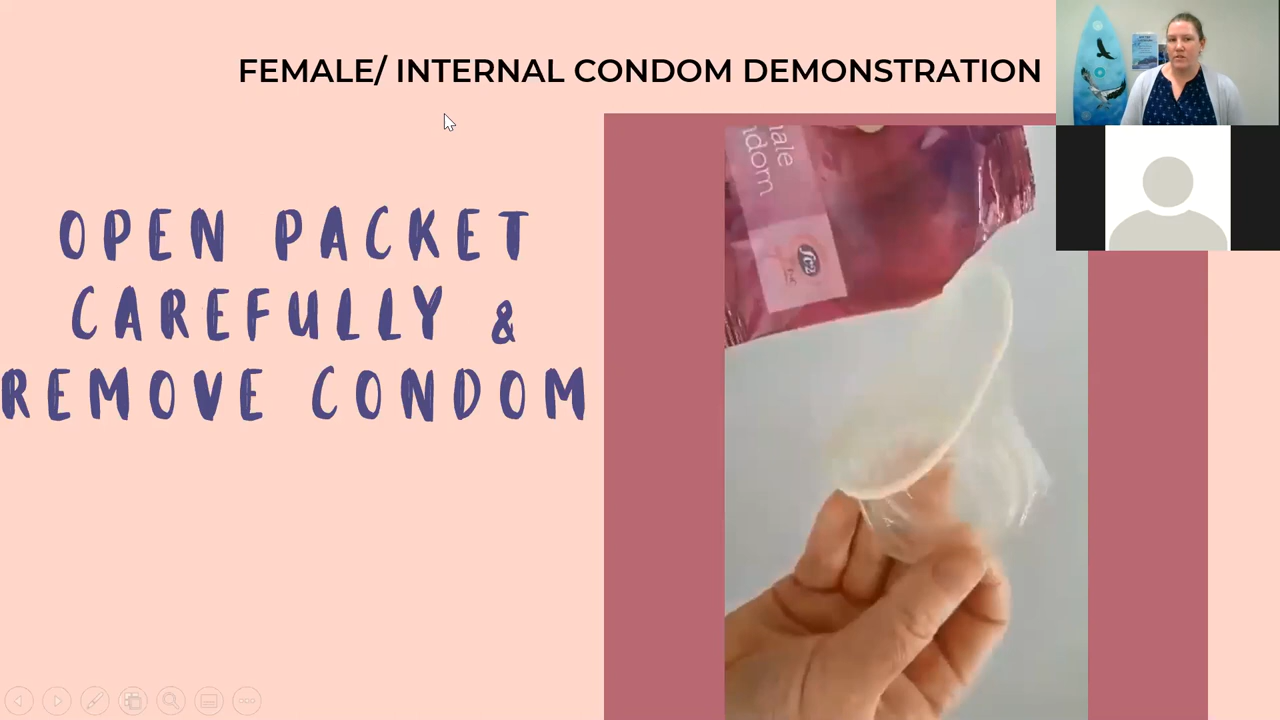 FEMALE/ INTERNAL CONDOM DEMONSTRATION
OPEN PACKET
CAREFULLY &
REMOVE CONDOM